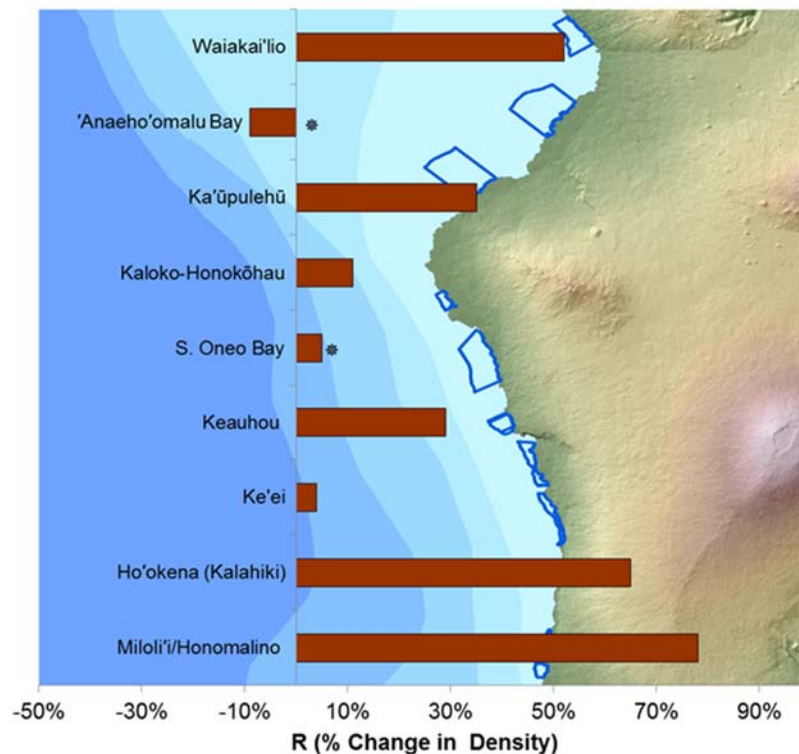 Waiakai'lio
'Anaeho'omalu Bay
Ka'ūpulehū
Kaloko-Honokōhau
S. Oneo Bay
Keauhou
Ke'ei
Ho'okena (Kalahiki)
Miloli'i/Honomalino
-50% -30% -10% 10% 30% 50% 70% 90%
R (% Change in Density)